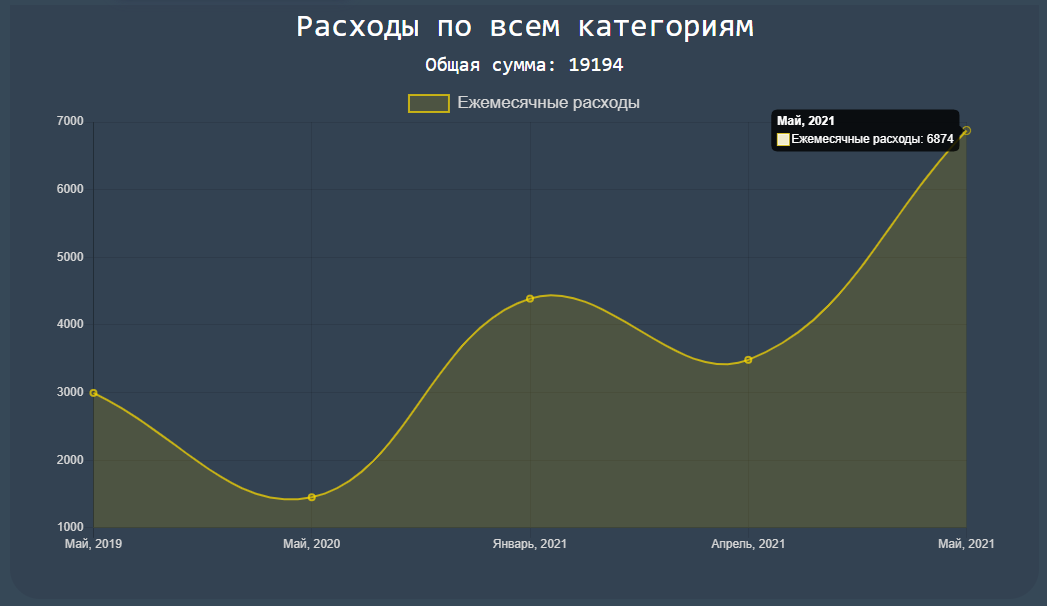 Расходы по всем категориям
Общая сумма: 19194
Ежемесячные расходы
7000
Май, 2021
Ежемесячные расходы: 6874
6000
5000
4000
3000
2000
1000
Май, 2019
Май, 2020
Январь, 2021
Апрель, 2021
Май, 2021